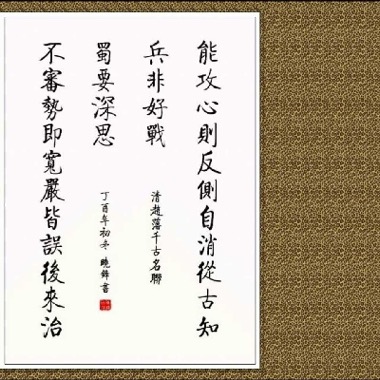 能攻心則反側自消從古知
兵非好戰
清趙藩千古名聯
不審勢即寬嚴皆誤後來治
蜀要深思
丁酉年初冬 曉鋒書